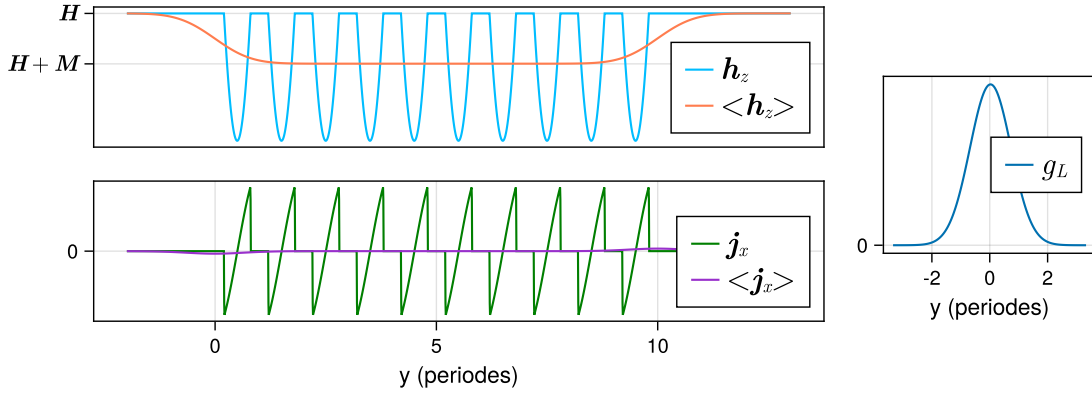 H
H + M
h_z
<h_z>
0
j_x
<j_x>
0
5
10
y (periodes)
g_L
0
-2
0
2
y (periodes)